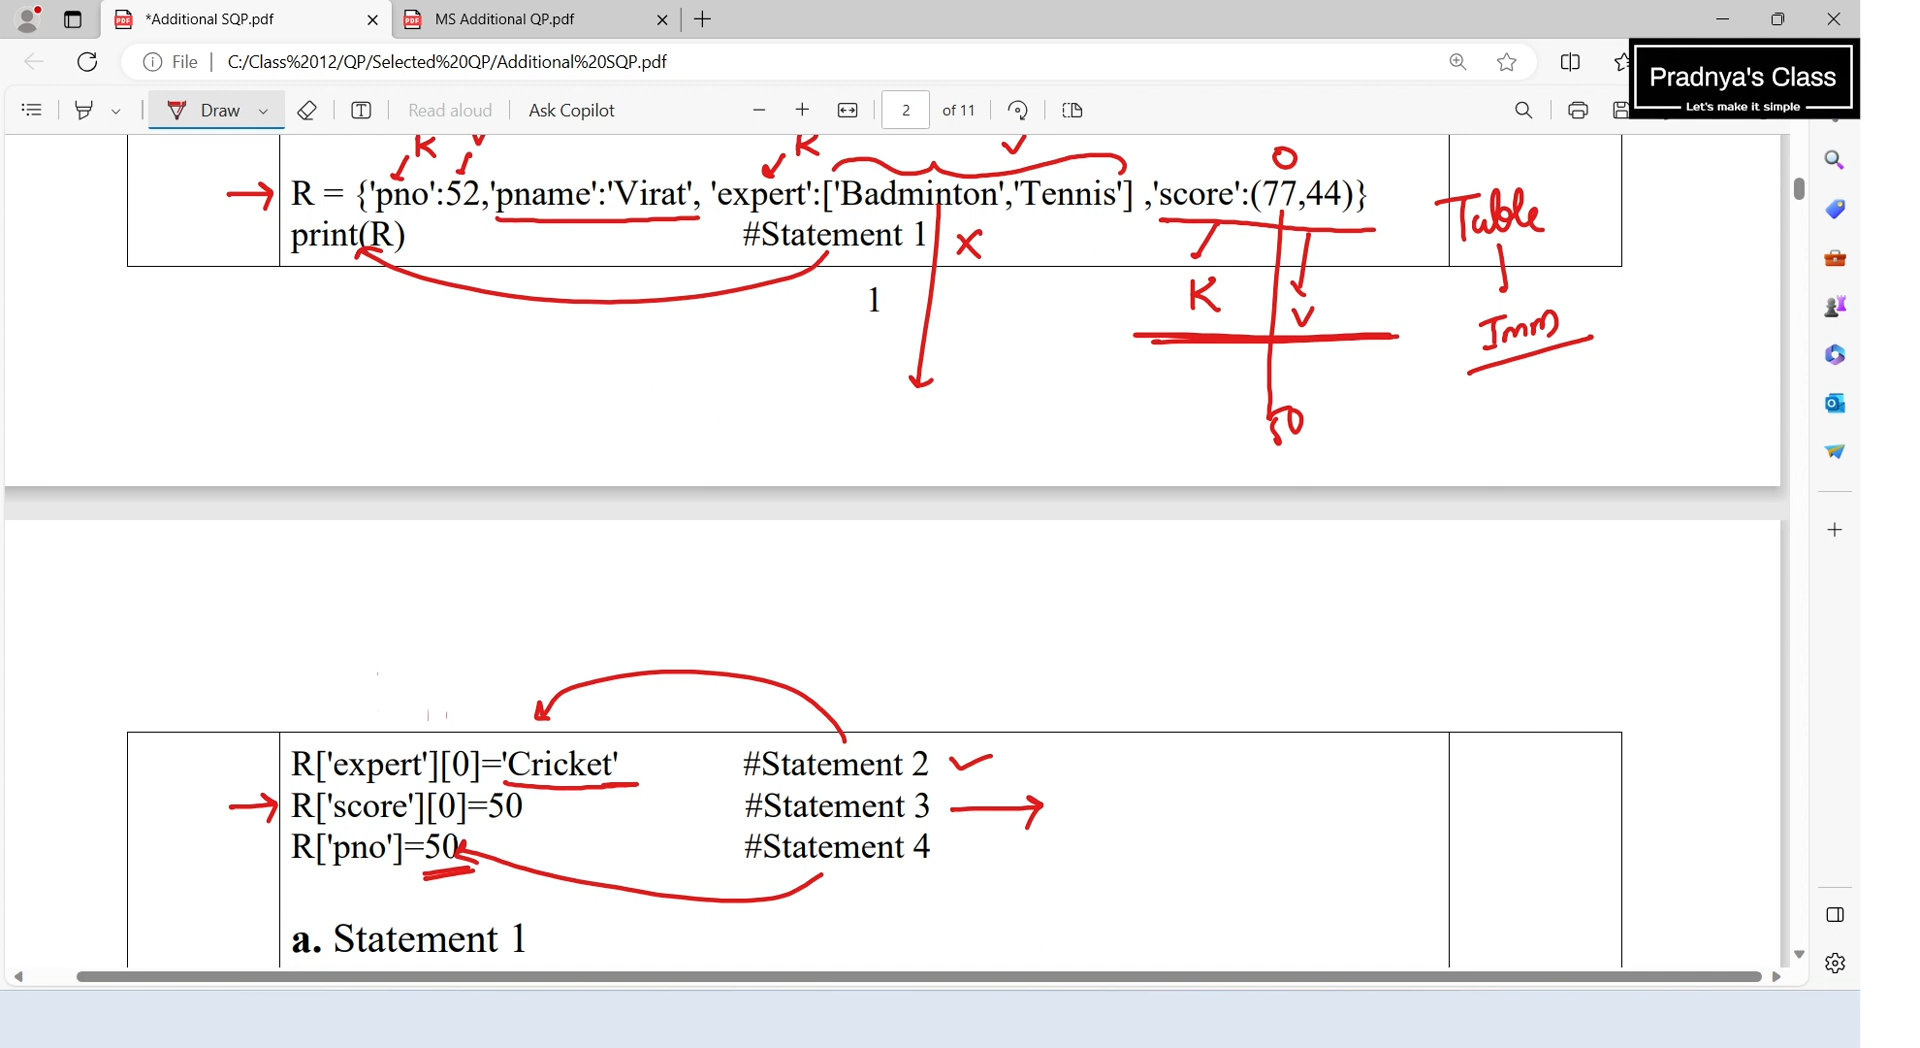 *Additional SQP.pdf
MS Additional QP.pdf
File
C:/Class%2012/QP/Selected%20QP/Additional%20SQP.pdf
Pradnya's Class
Let's make it simple
Draw
Read aloud
Ask Copilot
2
of 11
K V K V 0
R = {'pno':52,'pname':'Virat', 'expert':['Badminton','Tennis'] ,'score':(77,44)}
print(R) #Statement 1
X
K V
1
50
Imm
R['expert'][0]='Cricket' #Statement 2
R['score'][0]=50 #Statement 3
R['pno']=50 #Statement 4
a. Statement 1